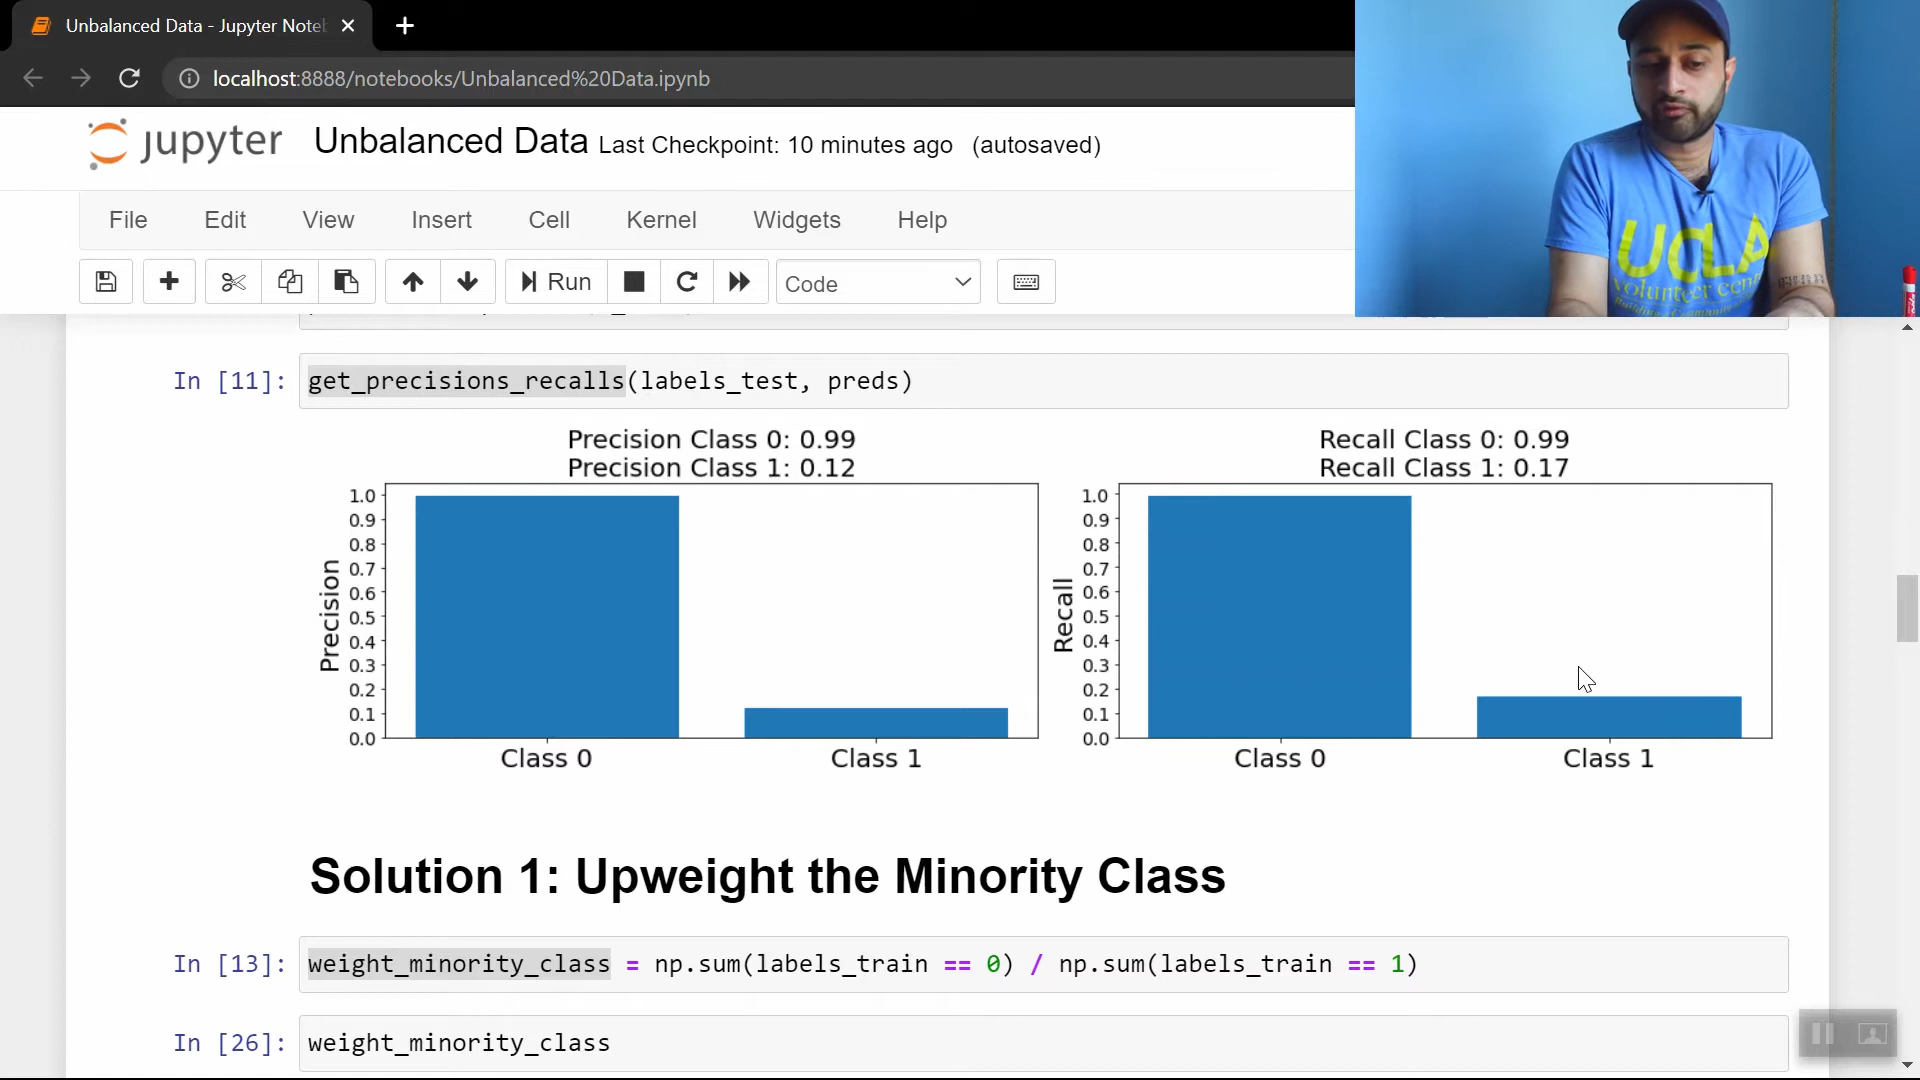 Unbalanced Data - Jupyter Noteb
localhost:8888/notebooks/Unbalanced%20Data.ipynb
jupyter Unbalanced Data Last Checkpoint: 10 minutes ago (autosaved)
File Edit View Insert Cell Kernel Widgets Help
Run Code
UCLA
volunteer cen
In [11]: get_precisions_recalls(labels_test, preds)
Precision Class 0: 0.99
Precision Class 1: 0.12
Precision
1.0
0.9
0.8
0.7
0.6
0.5
0.4
0.3
0.2
0.1
0.0
Class 0 Class 1
Recall Class 0: 0.99
Recall Class 1: 0.17
Recall
1.0
0.9
0.8
0.7
0.6
0.5
0.4
0.3
0.2
0.1
0.0
Class 0 Class 1
Solution 1: Upweight the Minority Class
In [13]: weight_minority_class = np.sum(labels_train == 0) / np.sum(labels_train == 1)
In [26]: weight_minority_class